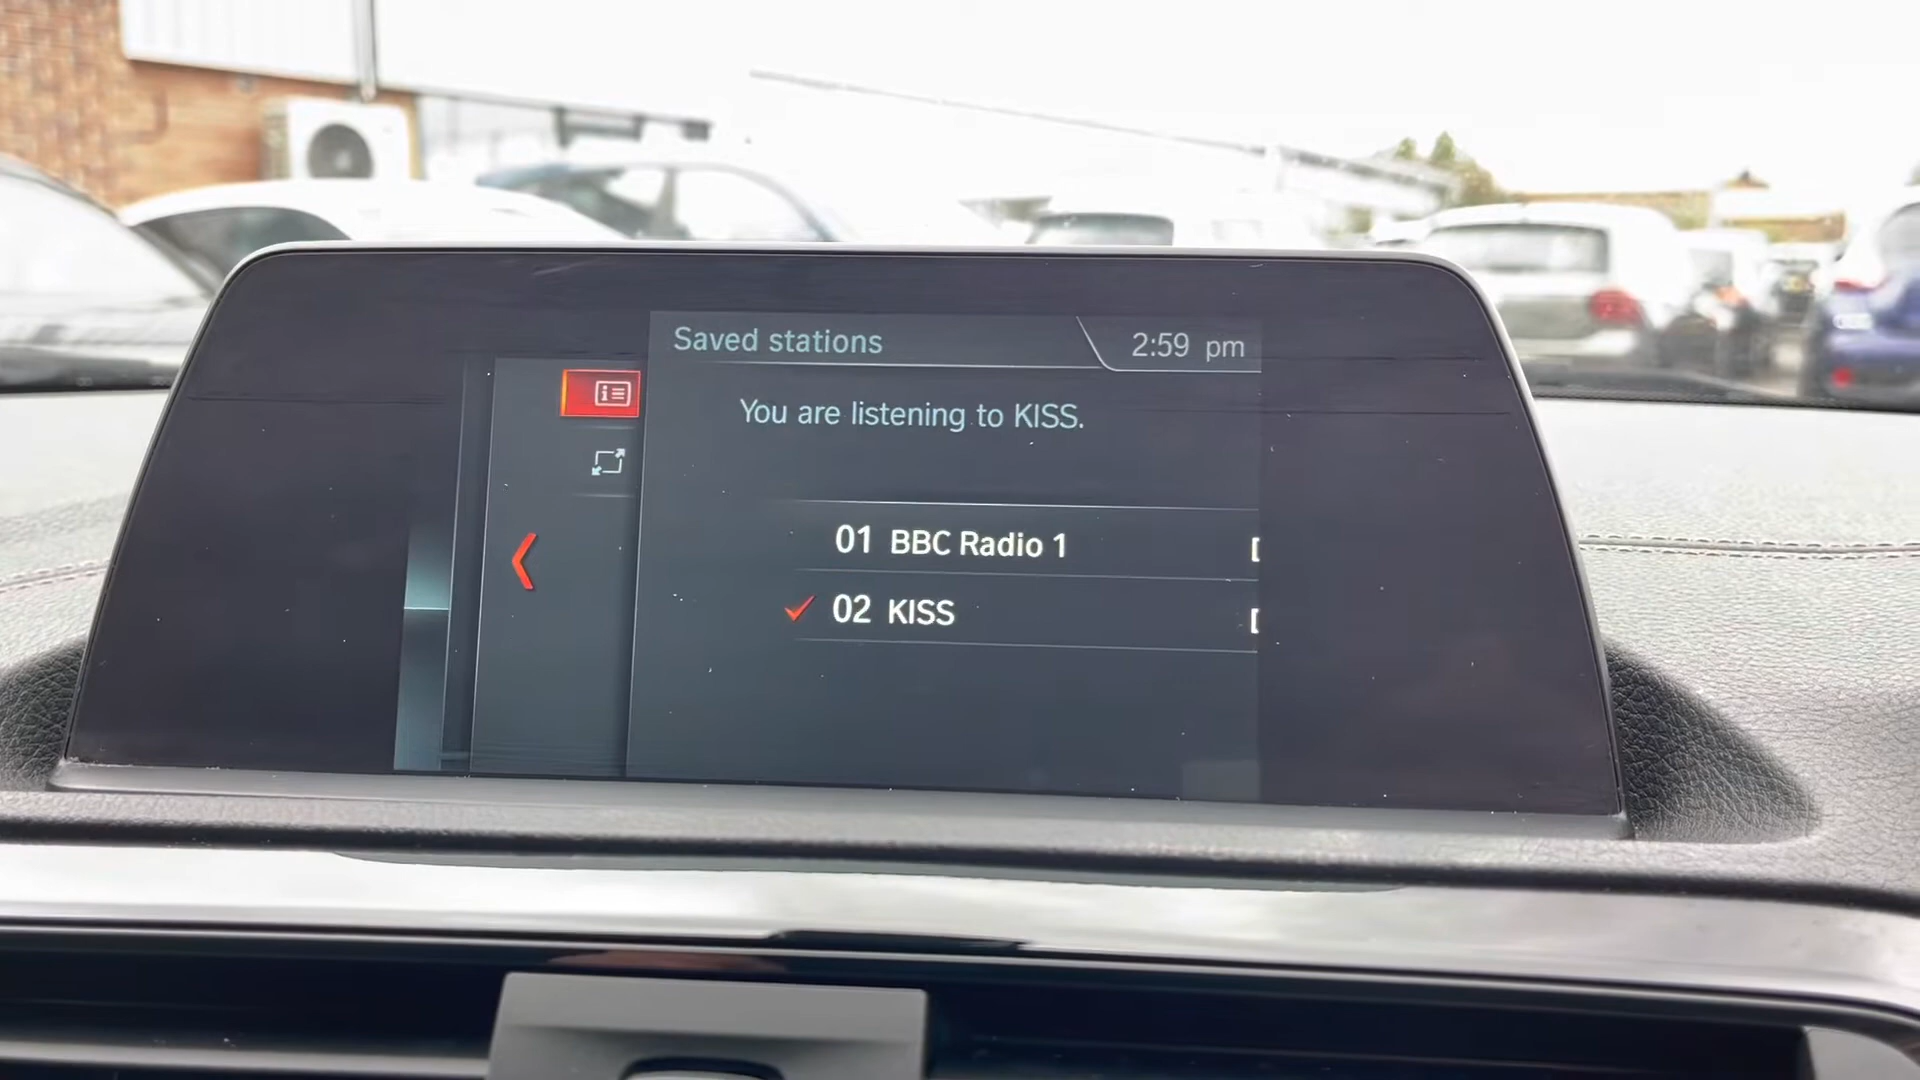 Saved stations
2:59 pm
You are listening to KISS.
01 BBC Radio 1
02 KISS